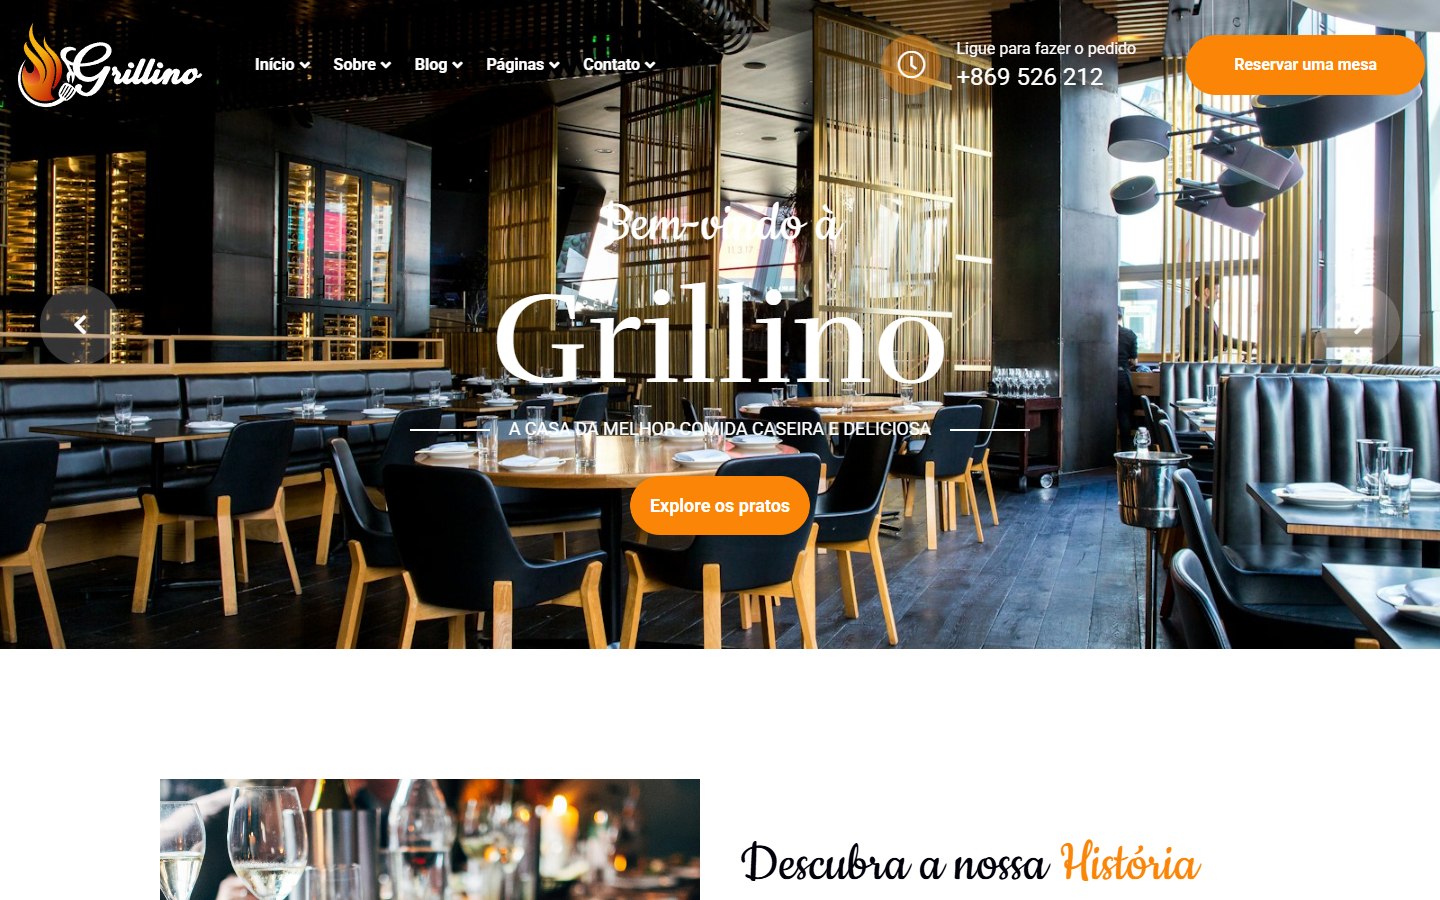 Grillino
Início
Sobre
Blog
Páginas
Contato
Ligue para fazer o pedido
+869 526 212
Reservar uma mesa
Bem-vindo à
Grillino
A CASA DA MELHOR COMIDA CASEIRA E DELICIOSA
Explore os pratos
Descubra a nossa História